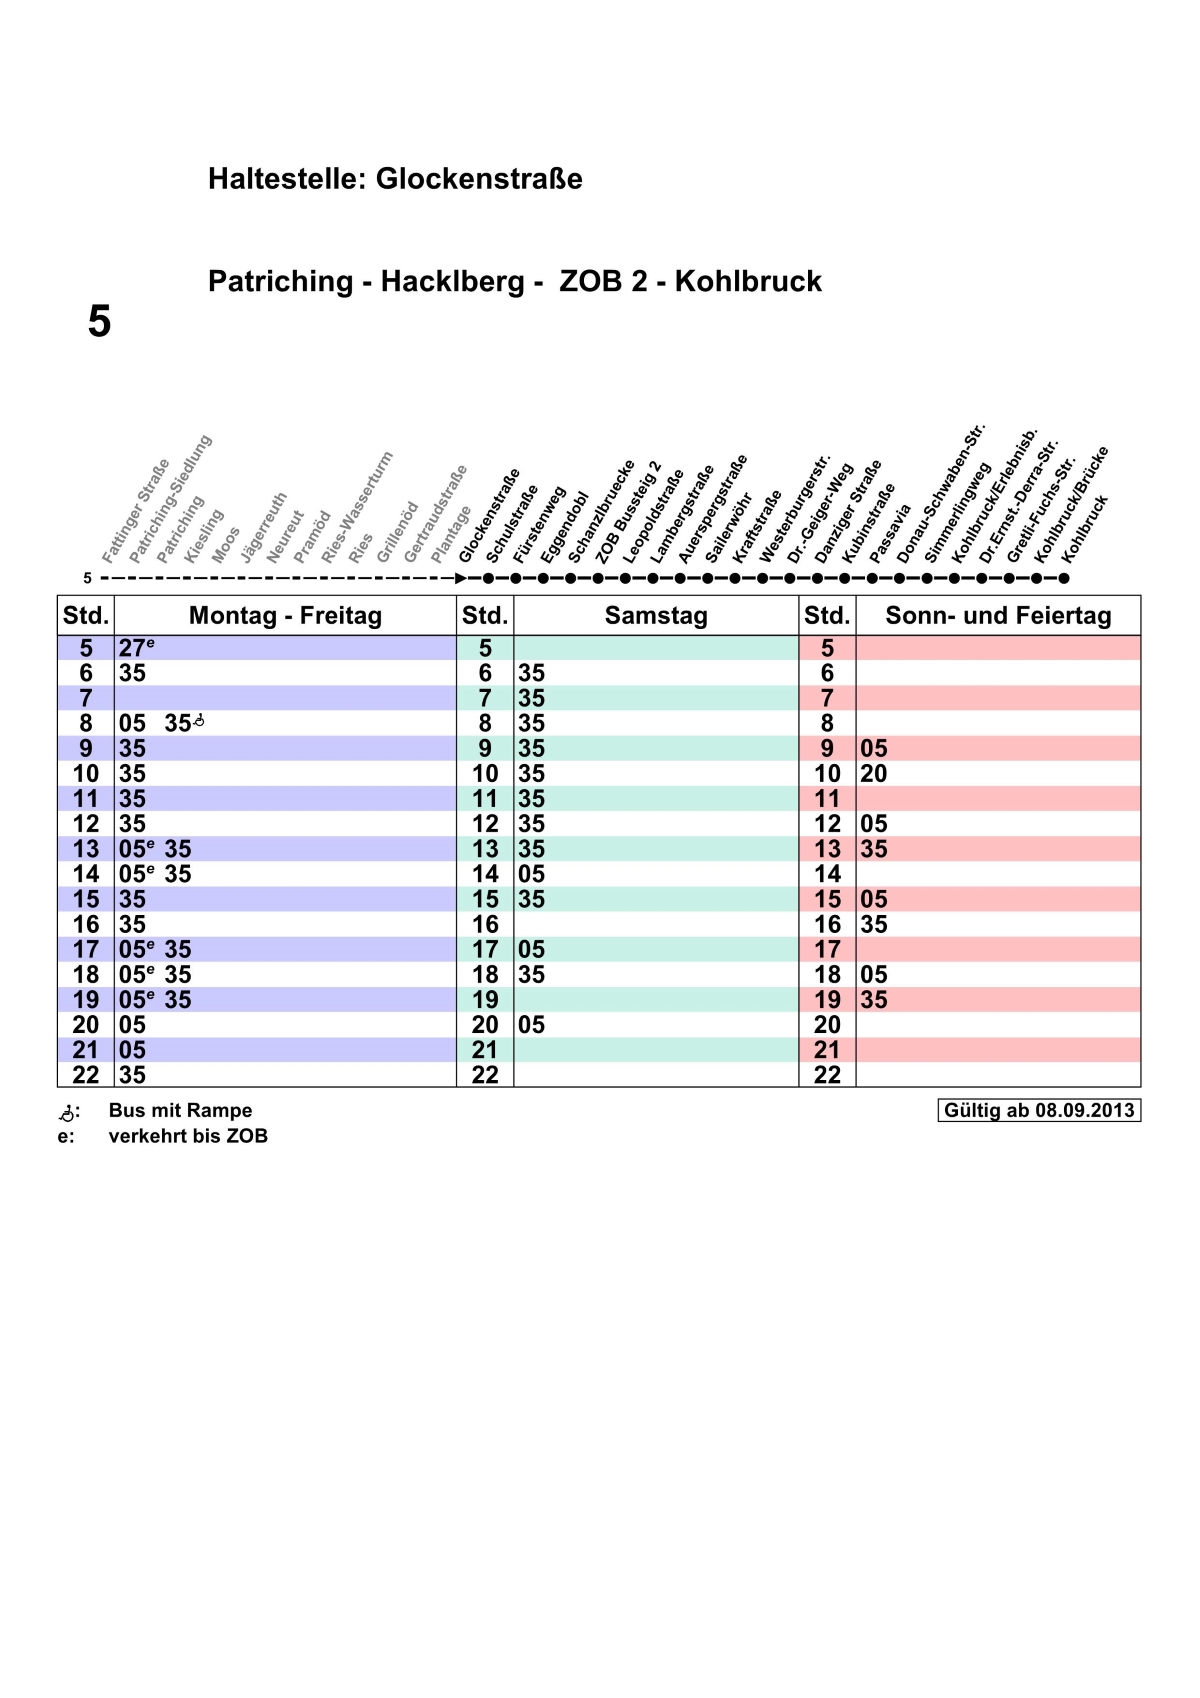 Haltestelle: Glockenstraße
Patriching - Hacklberg - ZOB 2 - Kohlbruck
5
Fattinger Straße
Patriching-Siedlung
Patriching
Kiesling
Moos
Jägerreuth
Neureut
Pramöd
Ries-Wasserturm
Ries
Grillenöd
Gertraudstraße
Plantage
Glockenstraße
Schulstraße
Fürstenweg
Eggendobl
Schanzlbruecke
ZOB Bussteig 2
Leopoldstraße
Lambergstraße
Auerspergstraße
Sailerwöhr
Kraftstraße
Westerburgerstr.
Dr.-Geiger-Weg
Danziger Straße
Kubinstraße
Passavia
Donau-Schwaben-Str.
Simmerlingweg
Kohlbruck/Erlebnisb.
Dr.Ernst.-Derra-Str.
Gretli-Fuchs-Str.
Kohlbruck/Brücke
Kohlbruck
5
Std. Montag - Freitag Std. Samstag Std. Sonn- und Feiertag
5 27e 5 5
6 35 6 35 6
7 7 35 7
8 05 35 8 35 8
9 35 9 35 9 05
10 35 10 35 10 20
11 35 11 35 11
12 35 12 35 12 05
13 05e 35 13 35 13 35
14 05e 35 14 05 14
15 35 15 35 15 05
16 35 16 16 35
17 05e 35 17 05 17
18 05e 35 18 35 18 05
19 05e 35 19 19 35
20 05 20 05 20
21 05 21 21
22 35 22 22
: Bus mit Rampe Gültig ab 08.09.2013
e: verkehrt bis ZOB